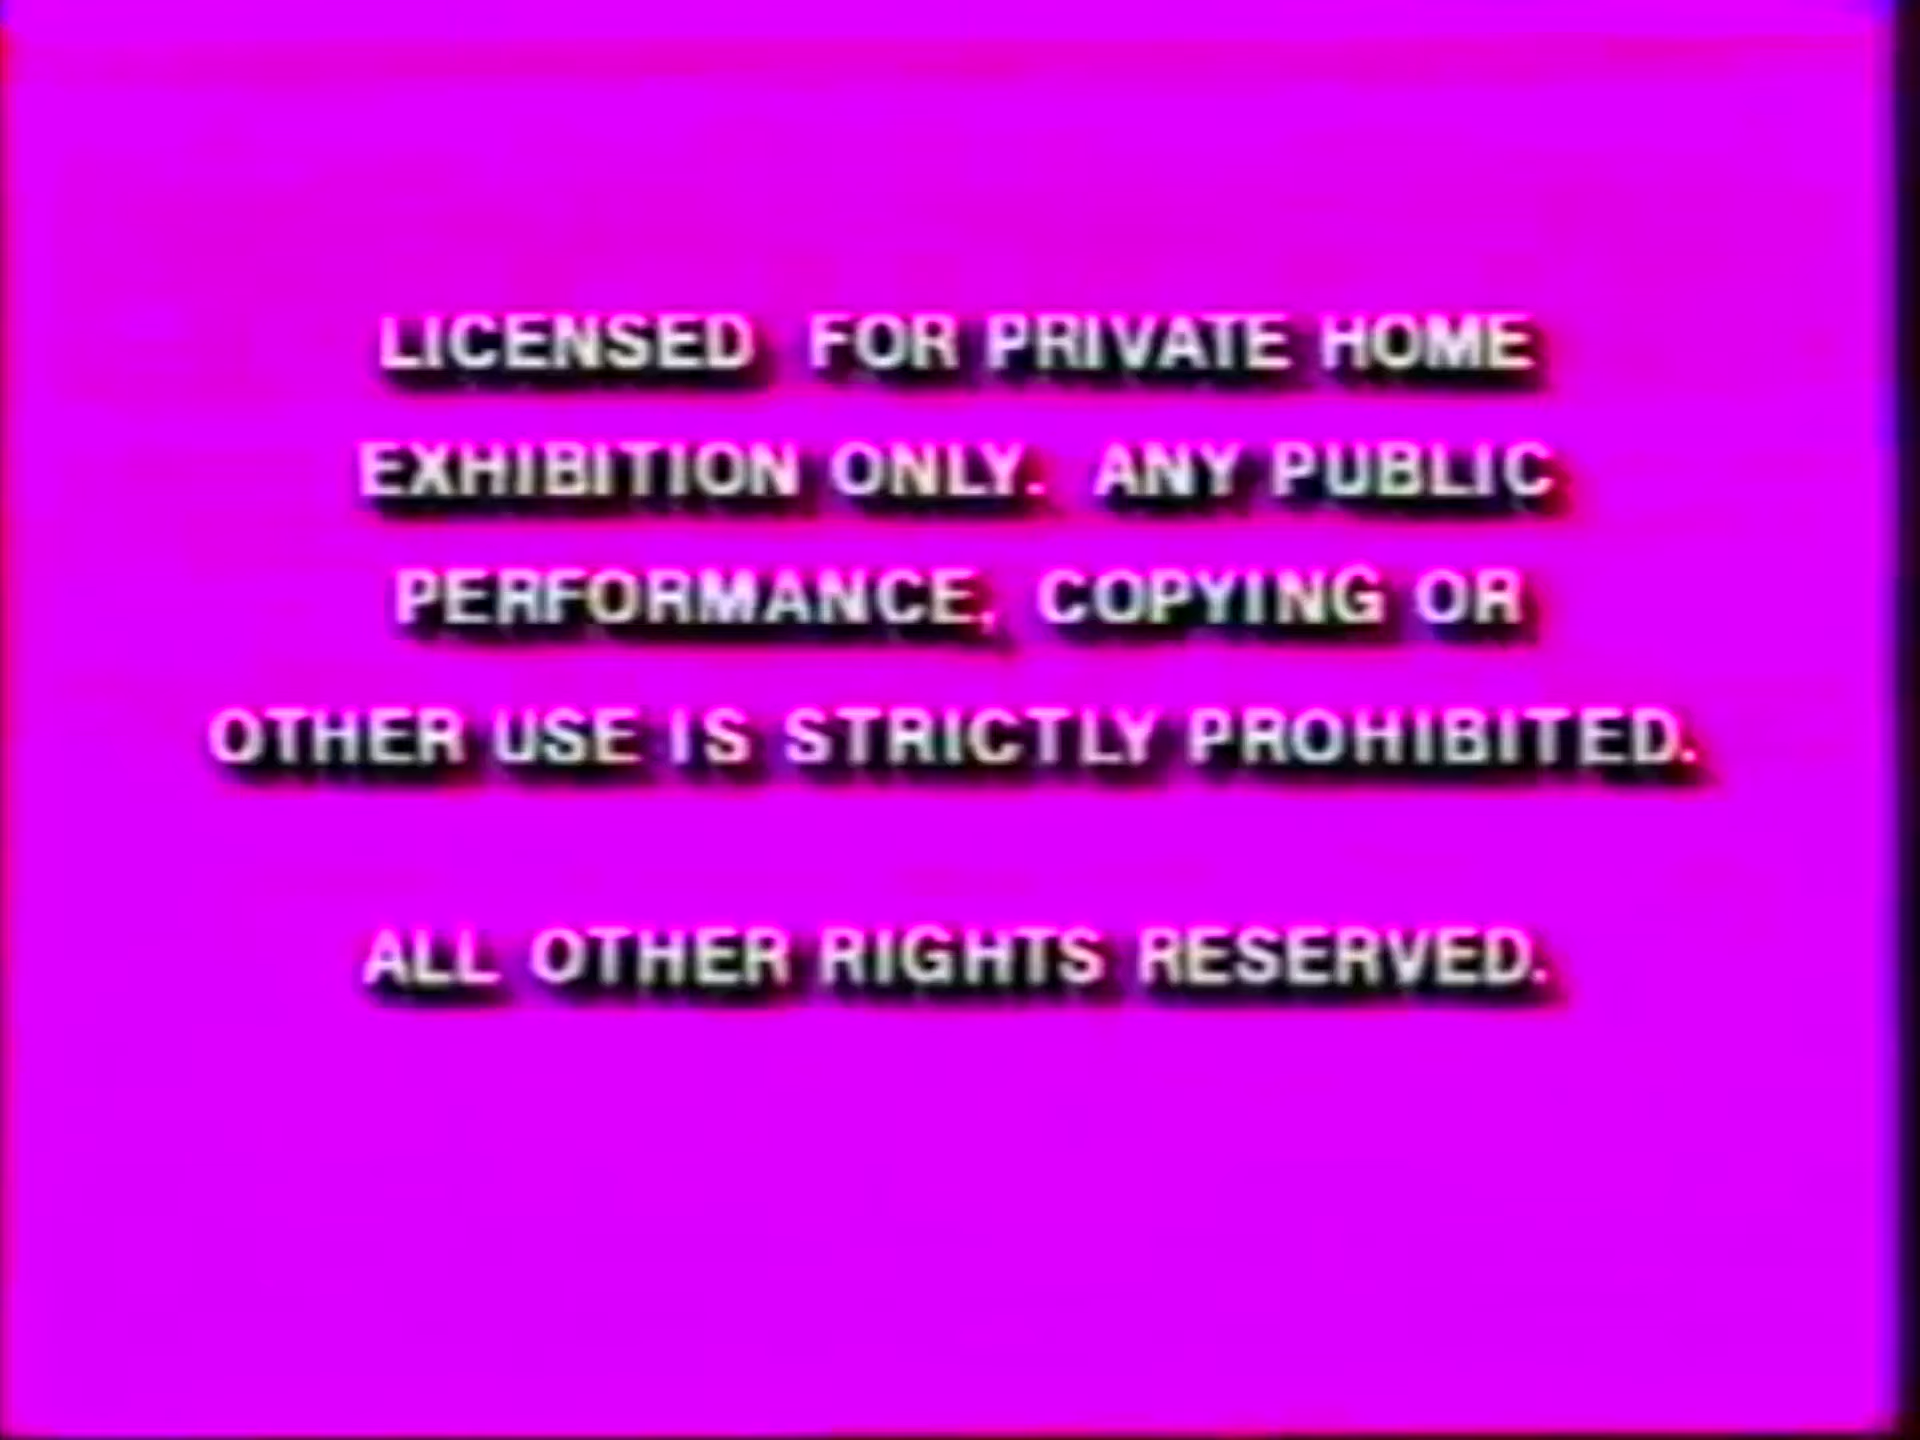 LICENSED FOR PRIVATE HOME
EXHIBITION ONLY. ANY PUBLIC
PERFORMANCE, COPYING OR
OTHER USE IS STRICTLY PROHIBITED.
ALL OTHER RIGHTS RESERVED.